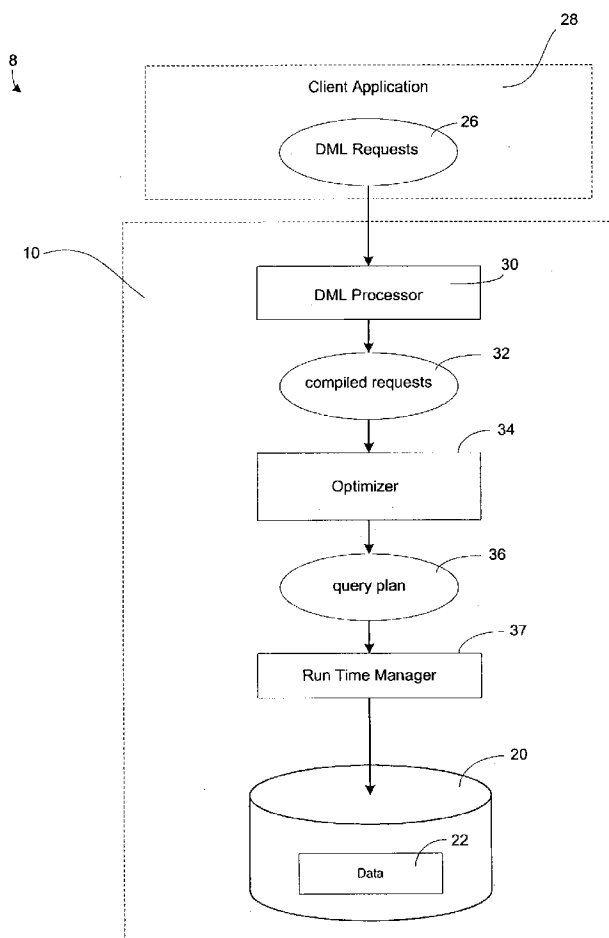 28
8
Client Application
26
DML Requests
10
30
DML Processor
32
compiled requests
34
Optimizer
36
query plan
37
Run Time Manager
20
22
Data